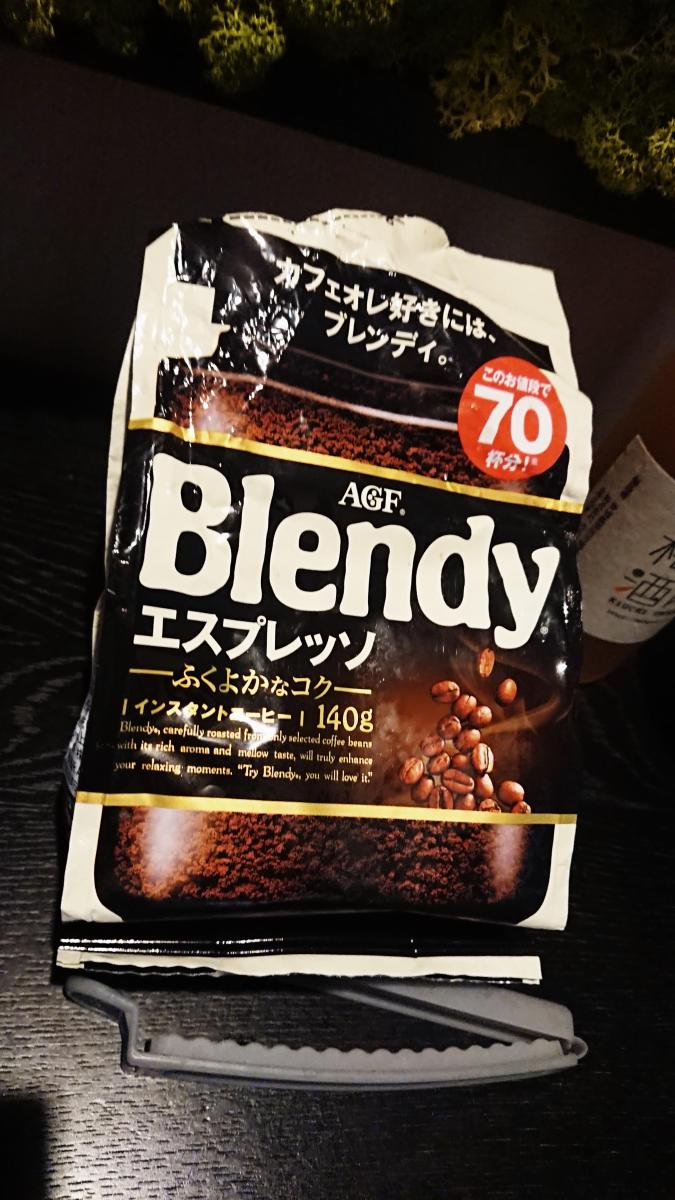 カフェオレ好きには、
ブレンディ。
このお値段で
70
杯分!※
AGF®
Blendy®
エスプレッソ
ふくよかなコク
インスタントコーヒー | 140g
Blendy®, carefully roasted from only selected coffee beans
with its rich aroma and mellow taste, will truly enhance
your relaxing moments. "Try Blendy®, you will love it."
酒